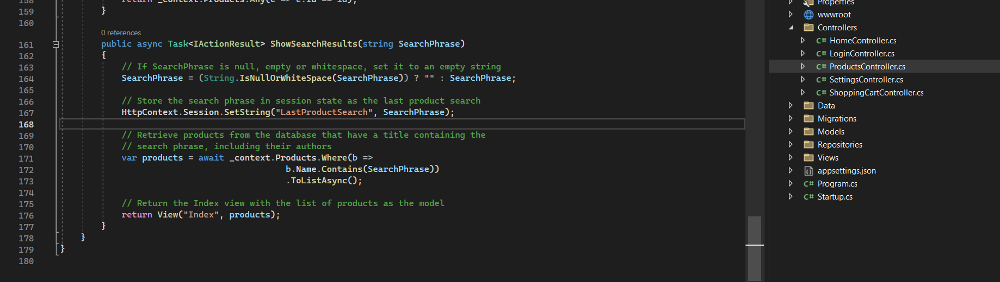 158 return _context.Products.Any(e => e.Id == id);
159 }
160
0 references
161 public async Task<IActionResult> ShowSearchResults(string SearchPhrase)
162 {
163 // If SearchPhrase is null, empty or whitespace, set it to an empty string
164 SearchPhrase = (String.IsNullOrWhiteSpace(SearchPhrase)) ? "" : SearchPhrase;
165
166 // Store the search phrase in session state as the last product search
167 HttpContext.Session.SetString("LastProductSearch", SearchPhrase);
168
169 // Retrieve products from the database that have a title containing the
170 // search phrase, including their authors
171 var products = await _context.Products.Where(b =>
172 b.Name.Contains(SearchPhrase))
173 .ToListAsync();
174
175 // Return the Index view with the list of products as the model
176 return View("Index", products);
177 }
178 }
179 }
180
Properties
wwwroot
Controllers
C# HomeController.cs
C# LoginController.cs
C# ProductsController.cs
C# SettingsController.cs
C# ShoppingCartController.cs
Data
Migrations
Models
Repositories
Views
appsettings.json
C# Program.cs
C# Startup.cs